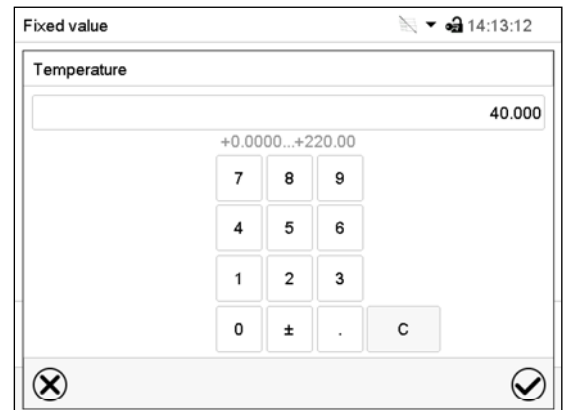 Fixed value 14:13:12
Temperature
40.000
+0.0000...+220.00
7 8 9
4 5 6
1 2 3
0 ± . C